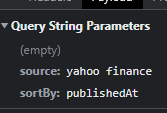 ▼ Query String Parameters
(empty)
source: yahoo finance
sortBy: publishedAt